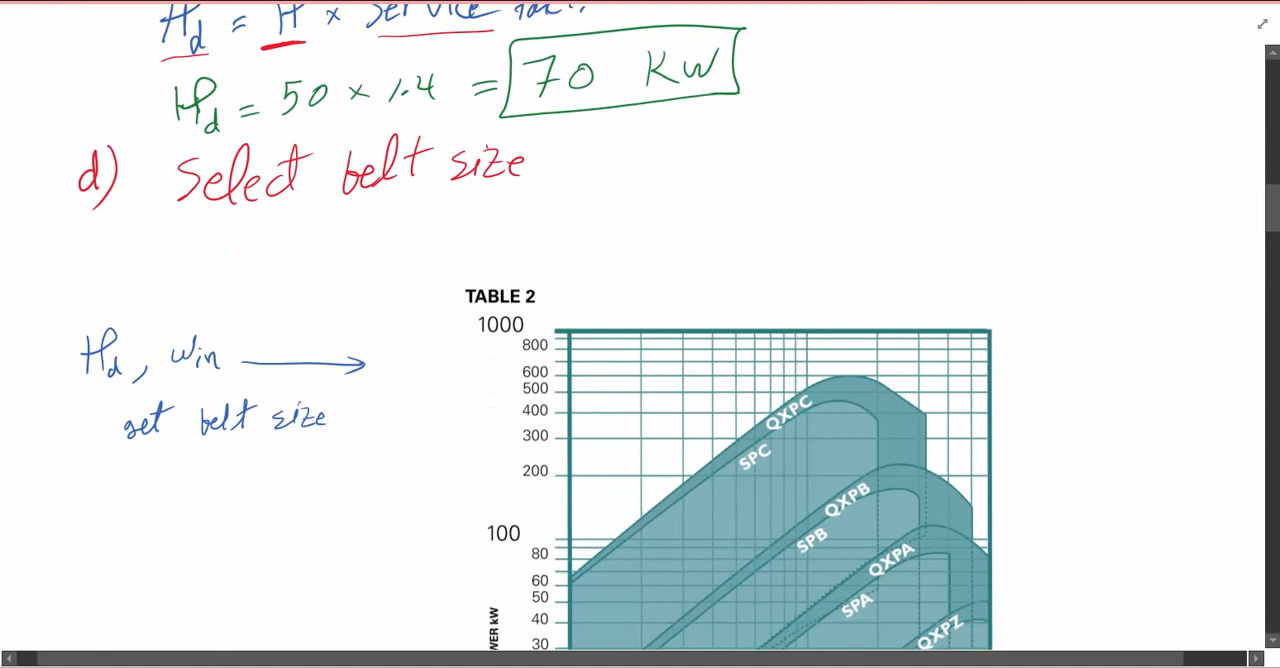 Hd = H × Service
Hd = 50 × 1.4 = 70 KW
d) Select belt size
Hd, win
get belt size
TABLE 2
1000
800
600
500
400
300
200
100
80
60
50
40
30
WER kW
QXPC
SPC
QXPB
SPB
QXPA
SPA
QXPZ